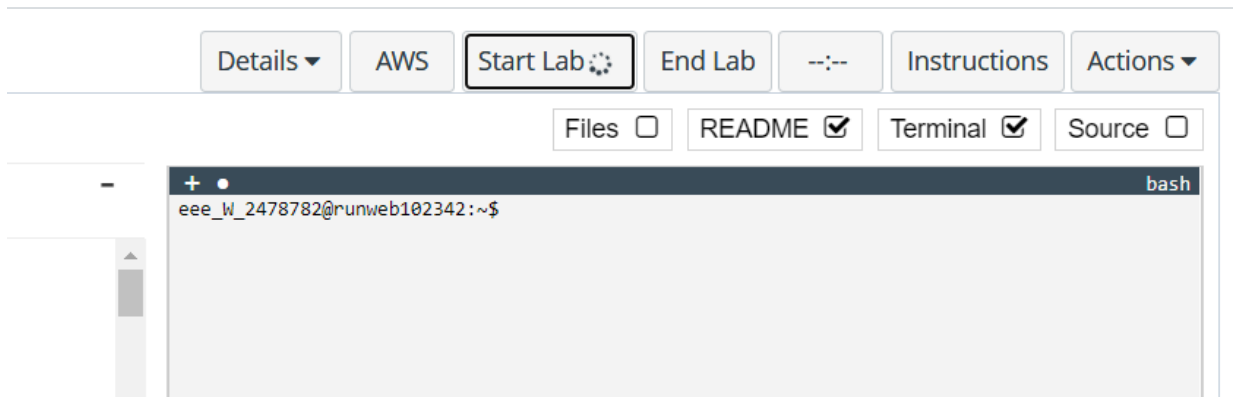 Details AWS Start Lab End Lab --:-- Instructions Actions
Files README Terminal Source
bash
eee_W_2478782@runweb102342:~$